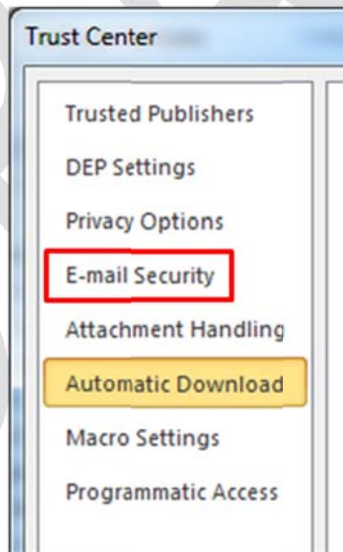 Trust Center
Trusted Publishers
DEP Settings
Privacy Options
E-mail Security
Attachment Handling
Automatic Download
Macro Settings
Programmatic Access